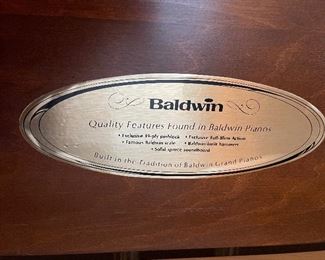 Baldwin
Quality Features Found in Baldwin Pianos
• Exclusive 19-ply pinblock • Exclusive Full-Blow Action
• Famous Baldwin scale • Baldwin-built hammers
• Solid spruce soundboard
Built in the Tradition of Baldwin Grand Pianos